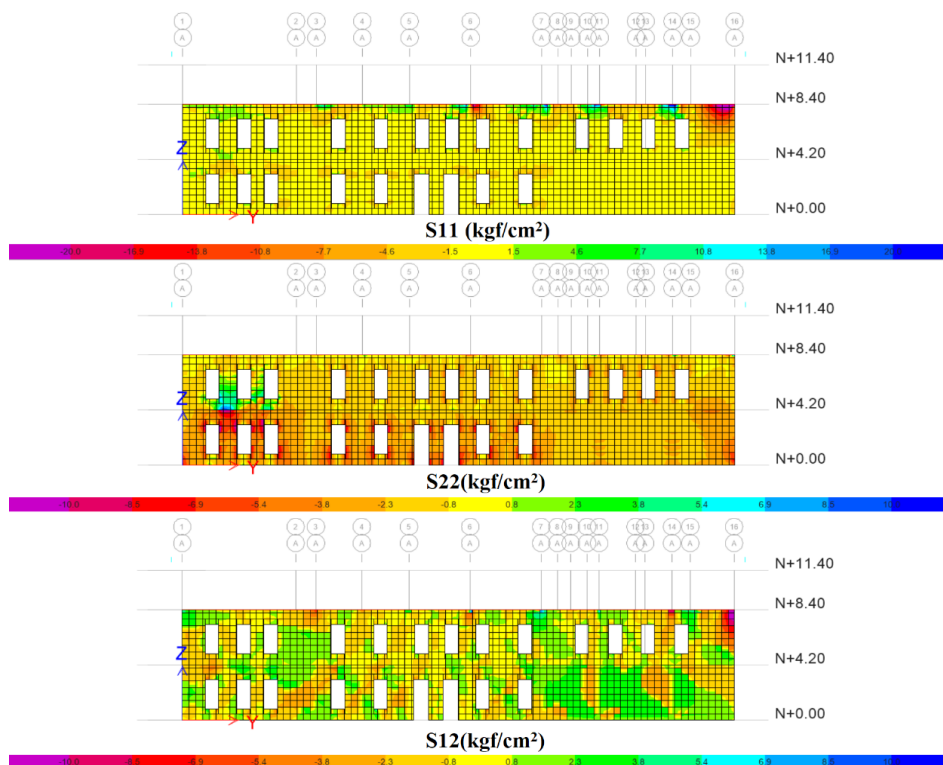 1 2 3 4 5 6 7 8 9 10 11 12 13 14 15 16
A A A A A A A A A A A A A A A A
N+11.40
N+8.40
N+4.20
Z
N+0.00
Y
S11 (kgf/cm²)
-20.0 -16.9 -13.8 -10.8 -7.7 -4.6 -1.5 1.5 4.6 7.7 10.8 13.8 16.9
1 2 3 4 5 6 7 8 9 10 11 12 13 14 15 16
A A A A A A A A A A A A A A A A
N+11.40
N+8.40
N+4.20
Z
N+0.00
Y
S22(kgf/cm²)
-10.0 -8.5 -6.9 -5.4 -3.8 -2.3 -0.8 0.8 2.3 3.8 5.4 6.9 8.5
1 2 3 4 5 6 7 8 9 10 11 12 13 14 15 16
A A A A A A A A A A A A A A A A
N+11.40
N+8.40
N+4.20
Z
N+0.00
Y
S12(kgf/cm²)
-10.0 -8.5 -6.9 -5.4 -3.8 -2.3 -0.8 0.8 2.3 3.8 5.4 6.9 8.5